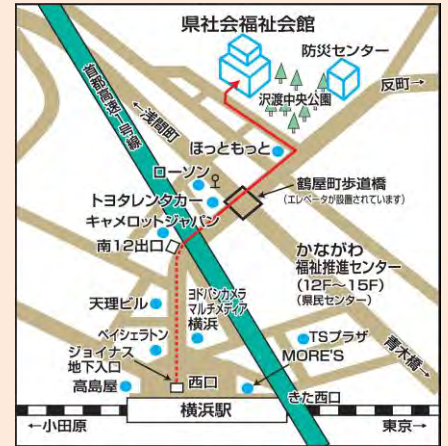 県社会福祉会館
防災センター
首都高速1号線
←浅間町
沢渡中央公園
反町→
ほっともっと
ローソン
トヨタレンタカー
鶴屋町歩道橋
(エレベータが設置されています)
キャメロットジャパン
南12出口
かながわ
福祉推進センター
(12F〜15F)
(県民センター)
天理ビル
ヨドバシカメラ
マルチメディア
横浜
ベイシェラトン
TSプラザ
青木橋→
ジョイナス
地下入口
MORE'S
高島屋
西口
きた西口
横浜駅
←小田原
東京→